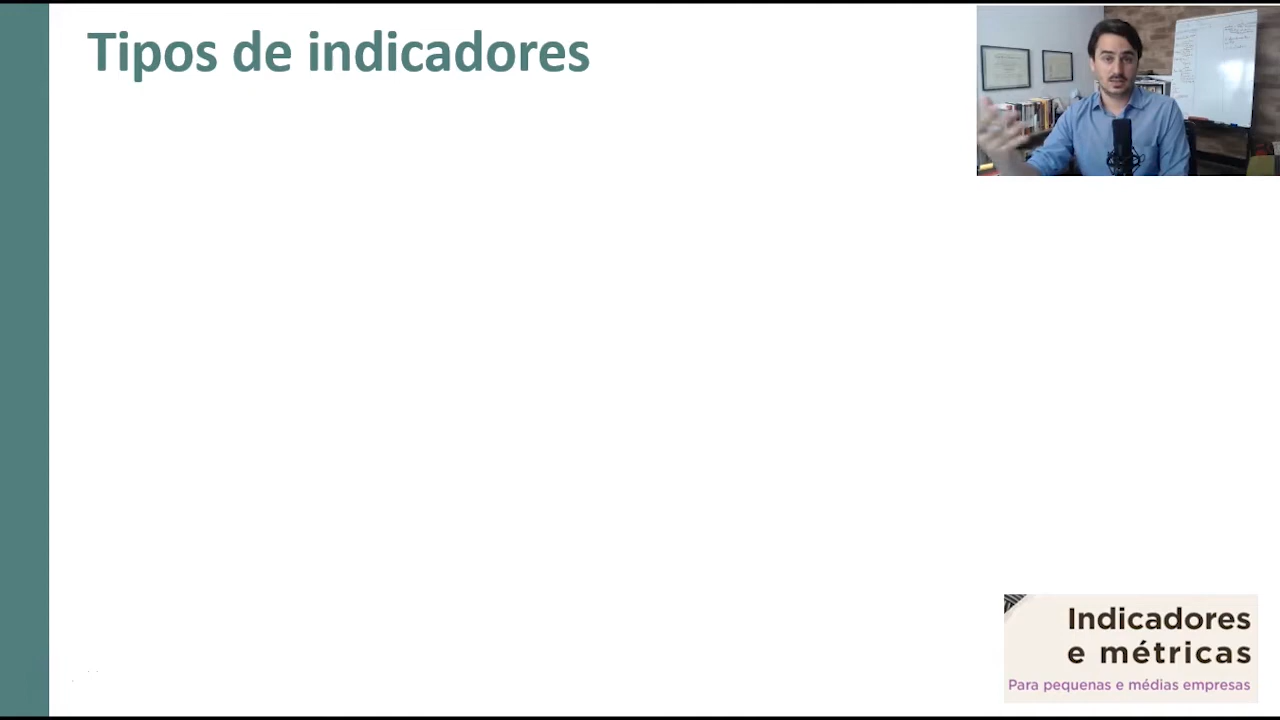 Tipos de indicadores
Indicadores
e métricas
Para pequenas e médias empresas